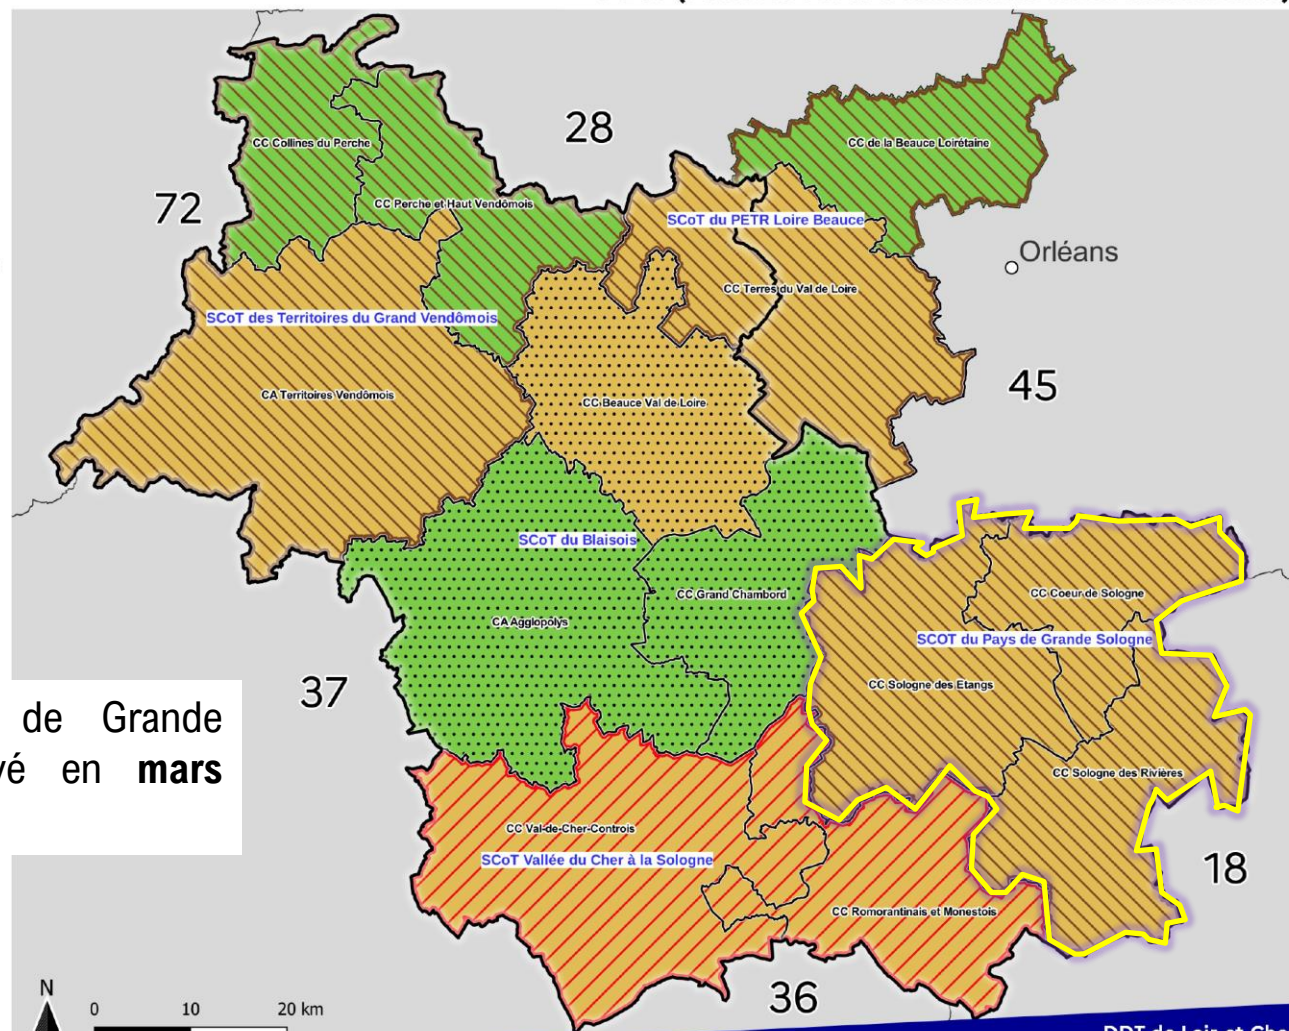 28
CC Collines du Perche
CC de la Beauce Loirétaine
72
CC Perche et Haut Vendômois
SCoT du PETR Loire Beauce
Orléans
CC Terres du Val de Loire
SCoT des Territoires du Grand Vendômois
45
CA Territoires Vendômois
CC Beauce Val de Loire
SCoT du Blaisois
CC Grand Chambord
CC Coeur de Sologne
CA Agglopolys
SCOT du Pays de Grande Sologne
37
CC Sologne des Etangs
de Grande
vé en mars
CC Sologne des Rivières
CC Val-de-Cher-Controis
SCoT Vallée du Cher à la Sologne
18
CC Romorantinais et Monestois
N
36
0 10 20 km